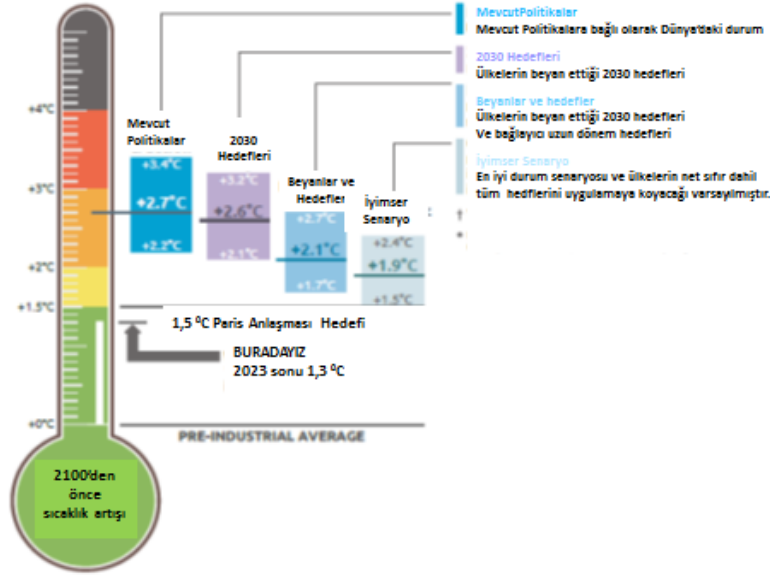 MevcutPolitikalar
Mevcut Politikalara bağlı olarak Dünya'daki durum
2030 Hedefleri
Ülkelerin beyan ettiği 2030 hedefleri
Beyanlar ve hedefler
Ülkelerin beyan ettiği 2030 hedefleri
Ve bağlayıcı uzun dönem hedefleri
İyimser Senaryo
En iyi durum senaryosu ve ülkelerin net sıfır dahil
tüm hedflerini uygulamaya koyacağı varsayılmıştır.
+4°C
+3°C
+2°C
+1.5°C
+0°C
Mevcut
Politikalar
+3.4°C
+2.7°C
+2.2°C
2030
Hedefleri
+3.2°C
+2.6°C
+2.1°C
Beyanlar ve
Hedefler
+2.7°C
+2.1°C
+1.7°C
İyimser
Senaryo
+2.4°C
+1.9°C
+1.5°C
1,5 ⁰C Paris Anlaşması Hedefi
BURADAYIZ
2023 sonu 1,3 ⁰C
PRE-INDUSTRIAL AVERAGE
2100'den
önce
sıcaklık artışı